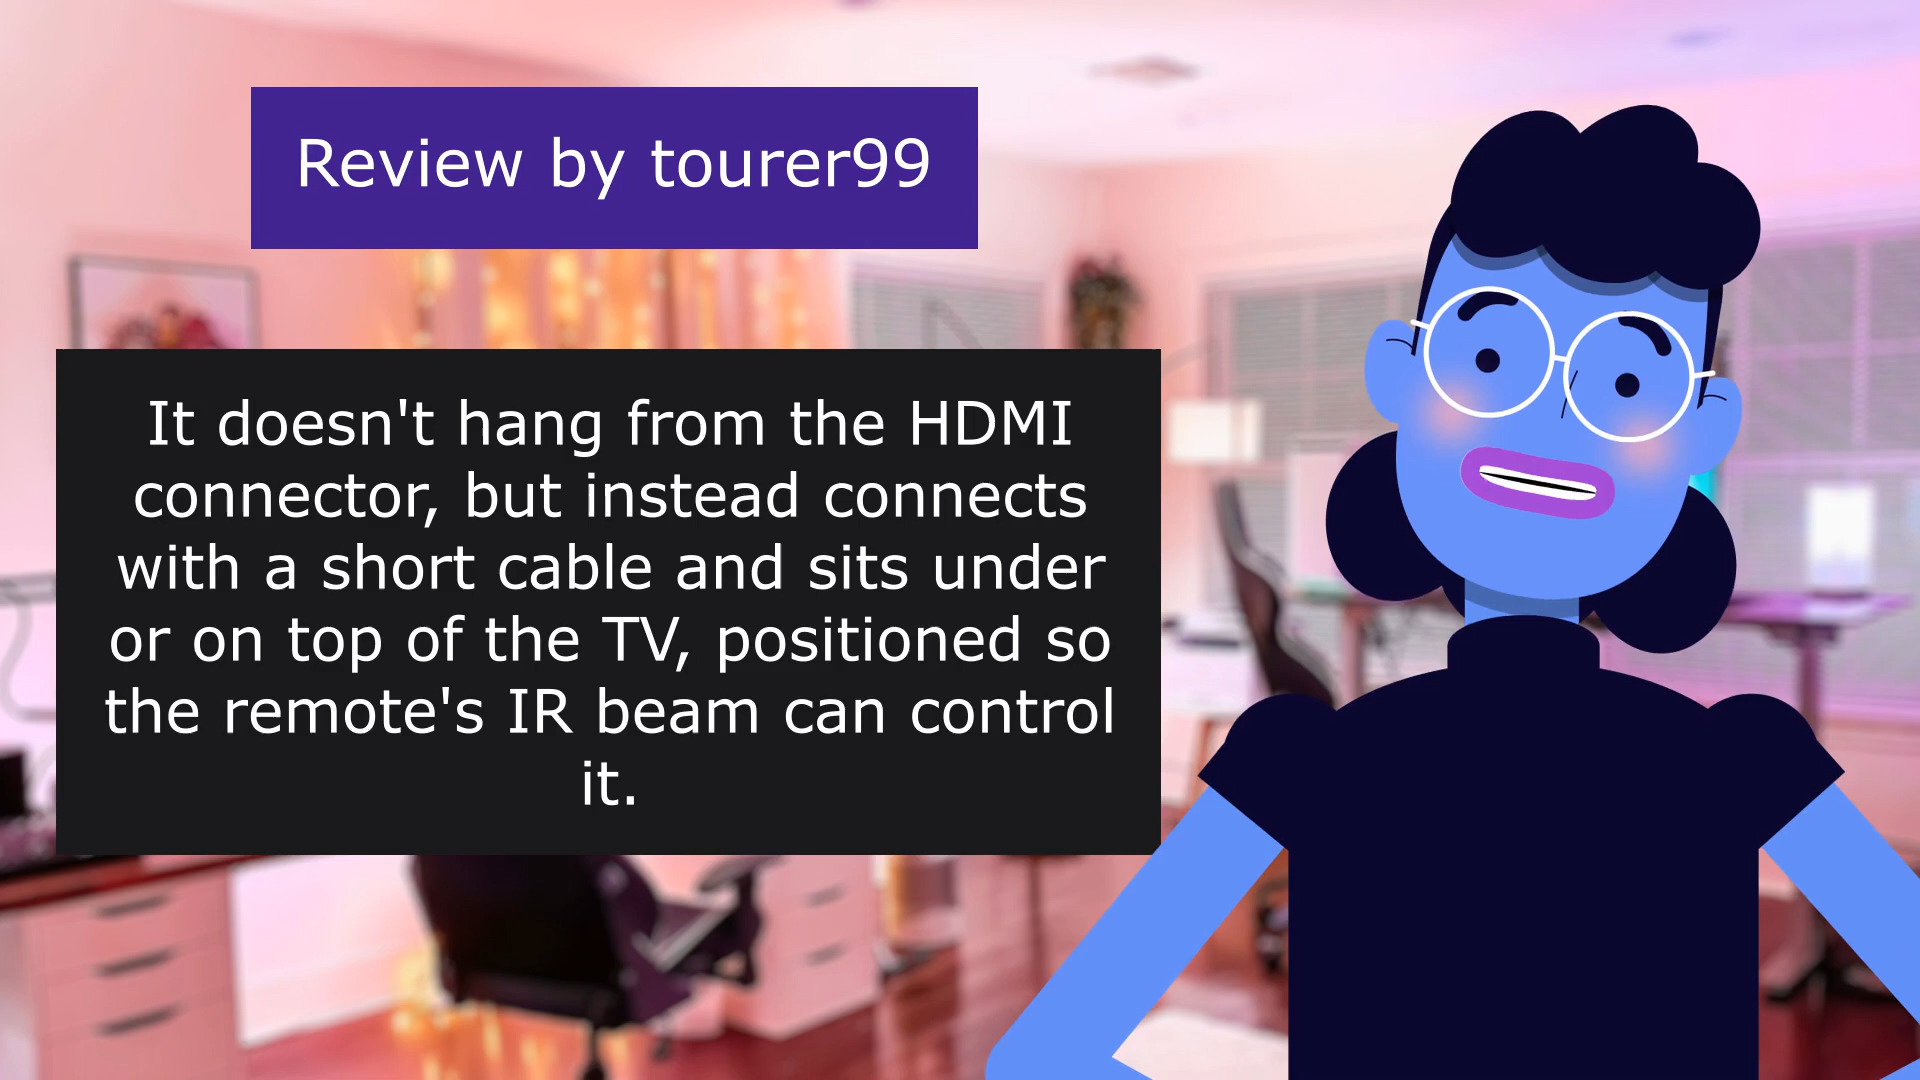 Review by tourer99
It doesn't hang from the HDMI
connector, but instead connects
with a short cable and sits under
or on top of the TV, positioned so
the remote's IR beam can control
it.